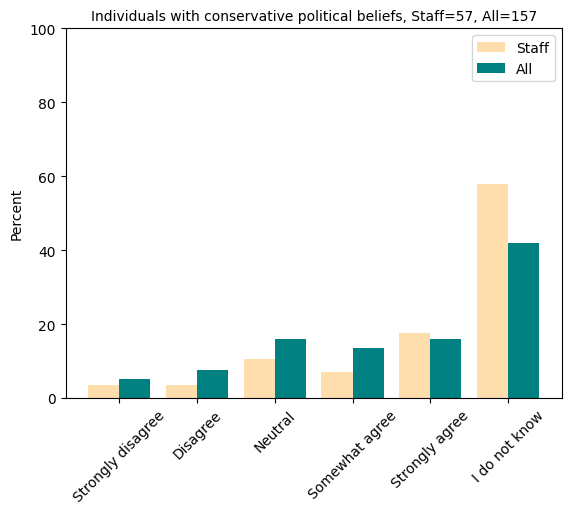 Individuals with conservative political beliefs, Staff=57, All=157
100
80
60
40
20
0
Percent
Staff
All
Strongly disagree
Disagree
Neutral
Somewhat agree
Strongly agree
I do not know